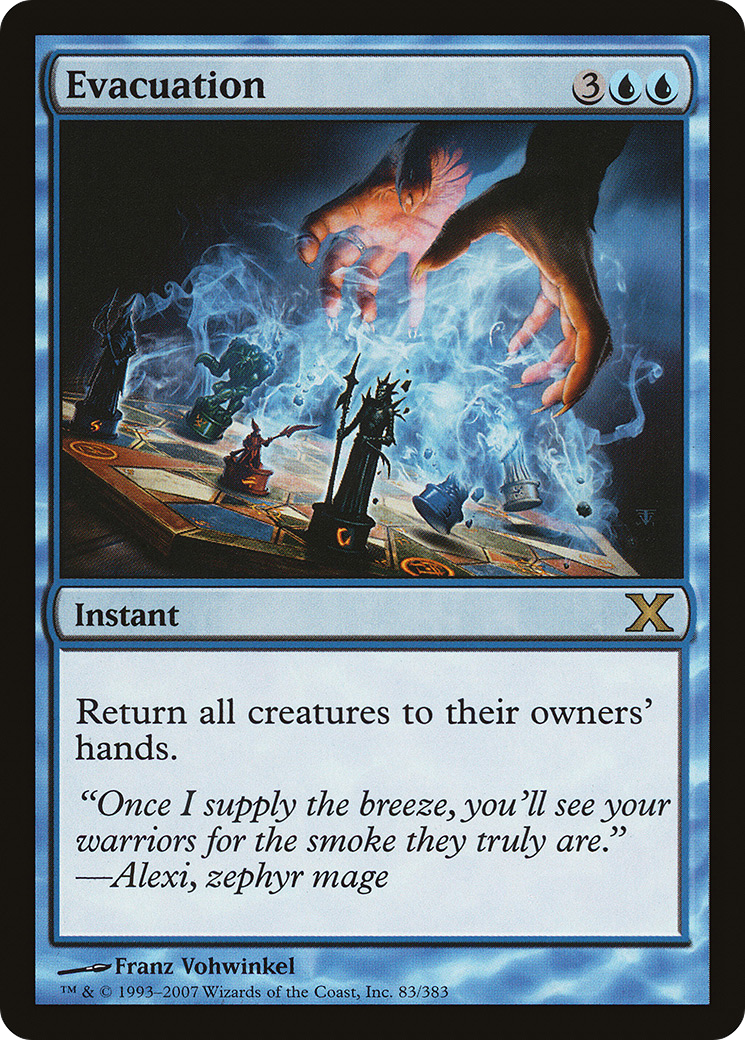 Evacuation 3
Instant X
Return all creatures to their owners’
hands.
“Once I supply the breeze, you’ll see your
warriors for the smoke they truly are.”
—Alexi, zephyr mage
Franz Vohwinkel
™ & © 1993–2007 Wizards of the Coast, Inc. 83/383